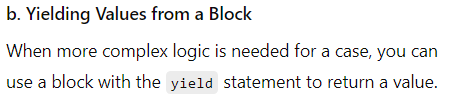 b. Yielding Values from a Block
When more complex logic is needed for a case, you can
use a block with the yield statement to return a value.